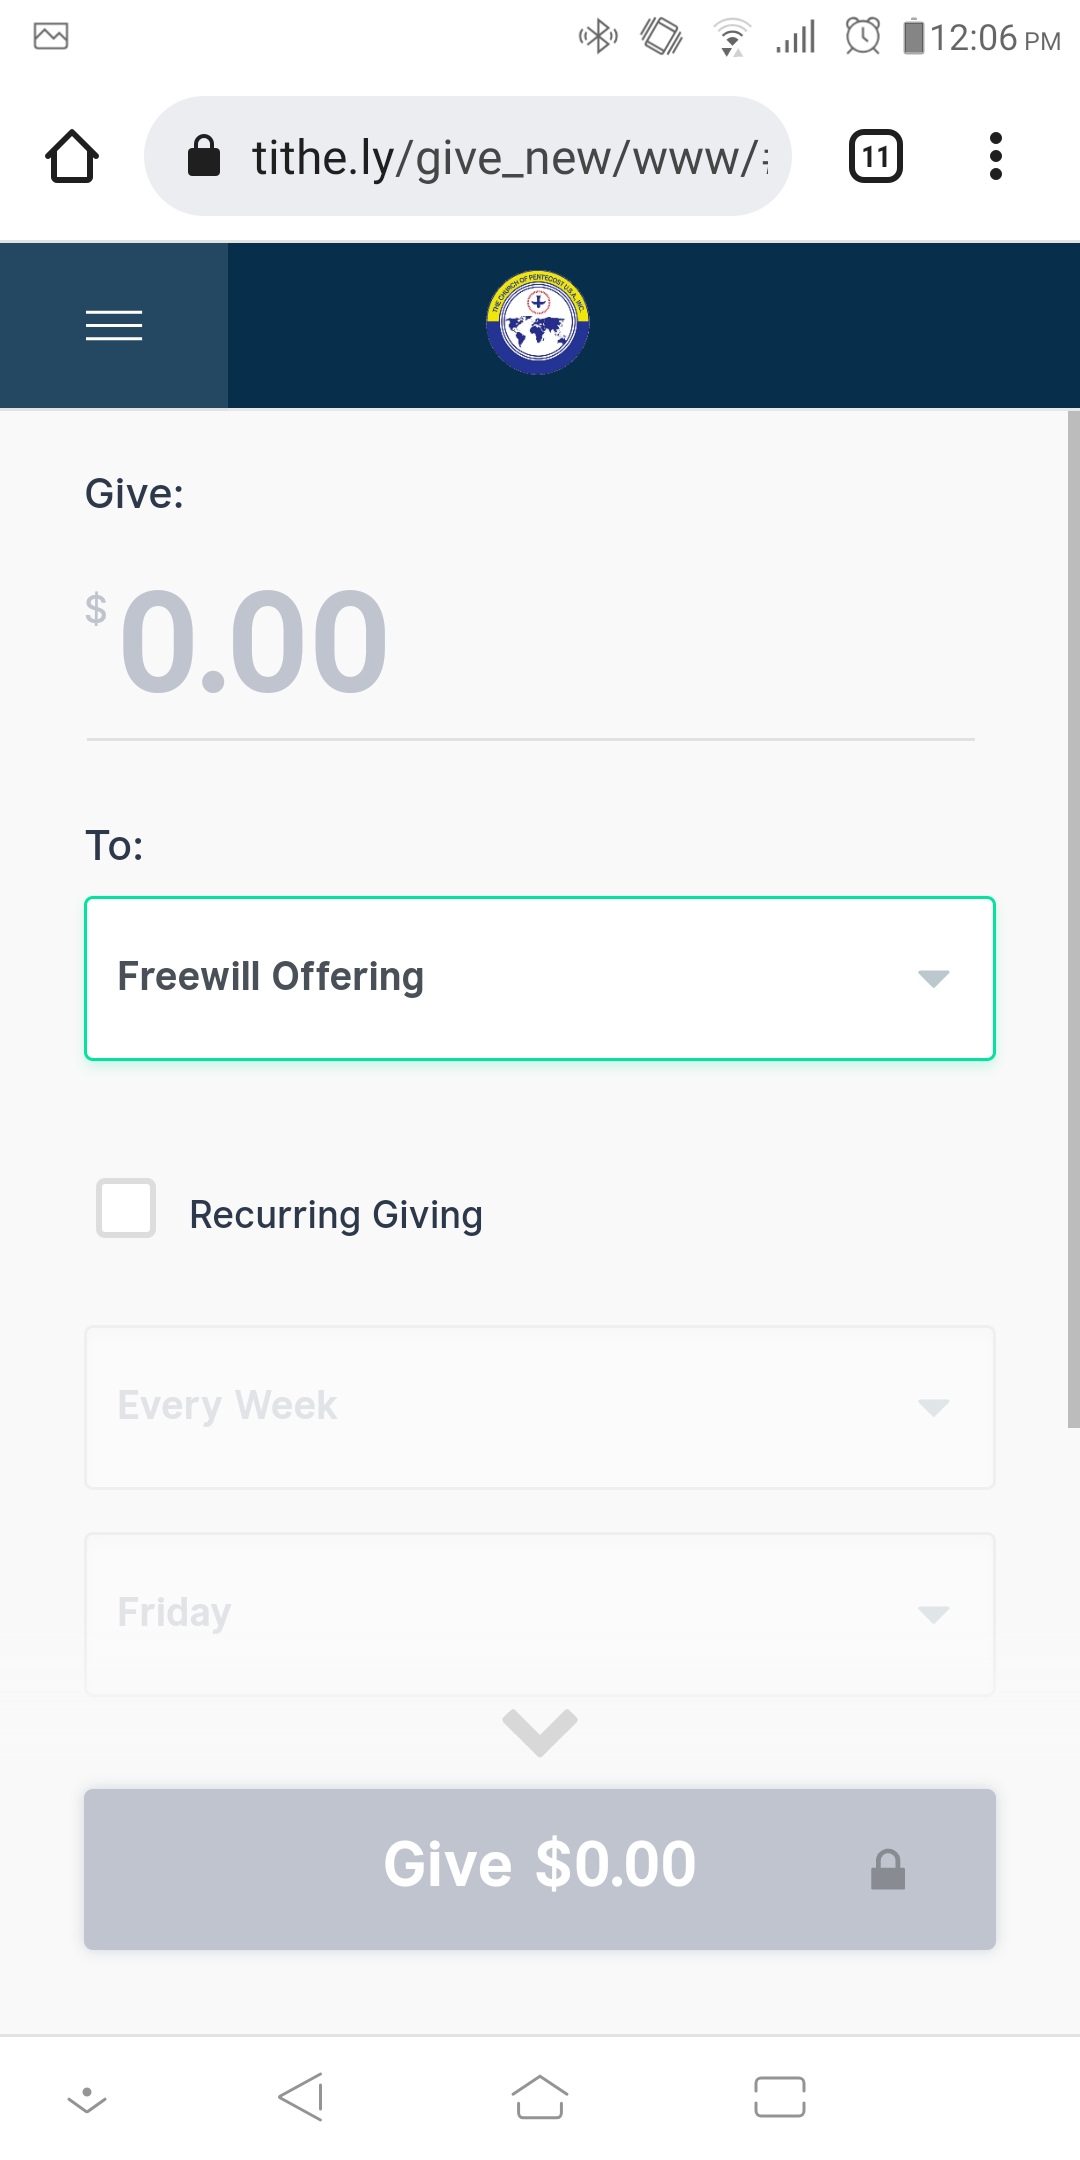 12:06 PM
tithe.ly/give_new/www/
11
THE CHURCH OF PENTECOST U.S.A., INC.
Give:
$ 0.00
To:
Freewill Offering
Recurring Giving
Every Week
Friday
Give $0.00